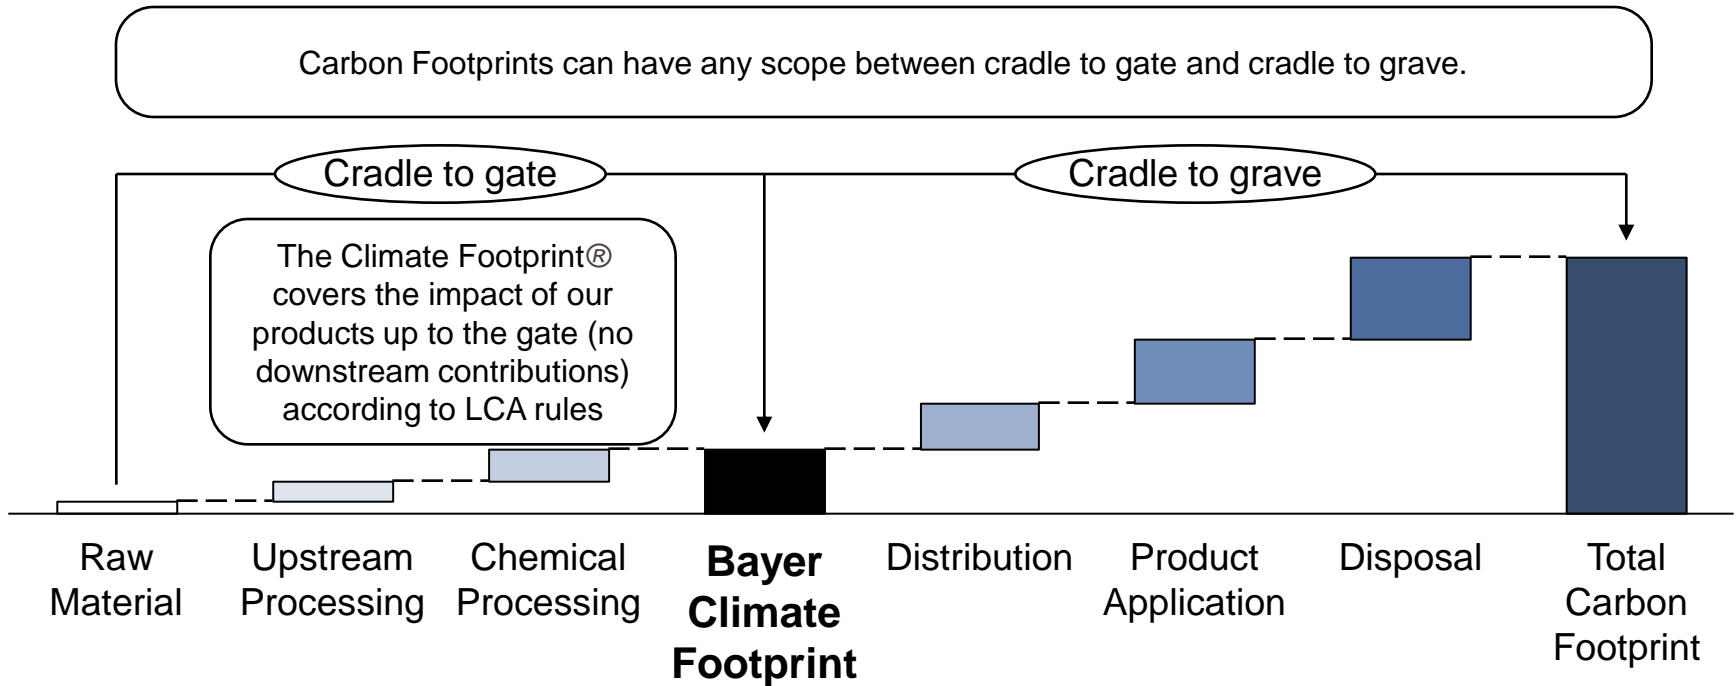 Carbon Footprints can have any scope between cradle to gate and cradle to grave.
Cradle to gate
Cradle to grave
The Climate Footprint®
covers the impact of our
products up to the gate (no
downstream contributions)
according to LCA rules
Raw
Material
Upstream
Processing
Chemical
Processing
Bayer
Climate
Footprint
Distribution
Product
Application
Disposal
Total
Carbon
Footprint